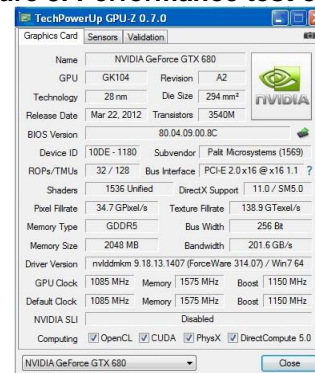 TechPowerUp GPU-Z 0.7.0
Graphics Card Sensors Validation
Name NVIDIA GeForce GTX 680
GPU GK104 Revision A2
Technology 28 nm Die Size 294 mm²
NVIDIA
Release Date Mar 22, 2012 Transistors 3540M
BIOS Version 80.04.09.00.8C
Device ID 10DE - 1180 Subvendor Palit Microsystems (1569)
ROPs/TMUs 32 / 128 Bus Interface PCI-E 2.0 x16 @ x16 1.1 ?
Shaders 1536 Unified DirectX Support 11.0 / SM5.0
Pixel Fillrate 34.7 GPixel/s Texture Fillrate 138.9 GTexel/s
Memory Type GDDR5 Bus Width 256 Bit
Memory Size 2048 MB Bandwidth 201.6 GB/s
Driver Version nvlddmkm 9.18.13.1407 (ForceWare 314.07) / Win7 64
GPU Clock 1085 MHz Memory 1575 MHz Boost 1150 MHz
Default Clock 1085 MHz Memory 1575 MHz Boost 1150 MHz
NVIDIA SLI Disabled
Computing OpenCL CUDA PhysX DirectCompute 5.0
NVIDIA GeForce GTX 680 Close